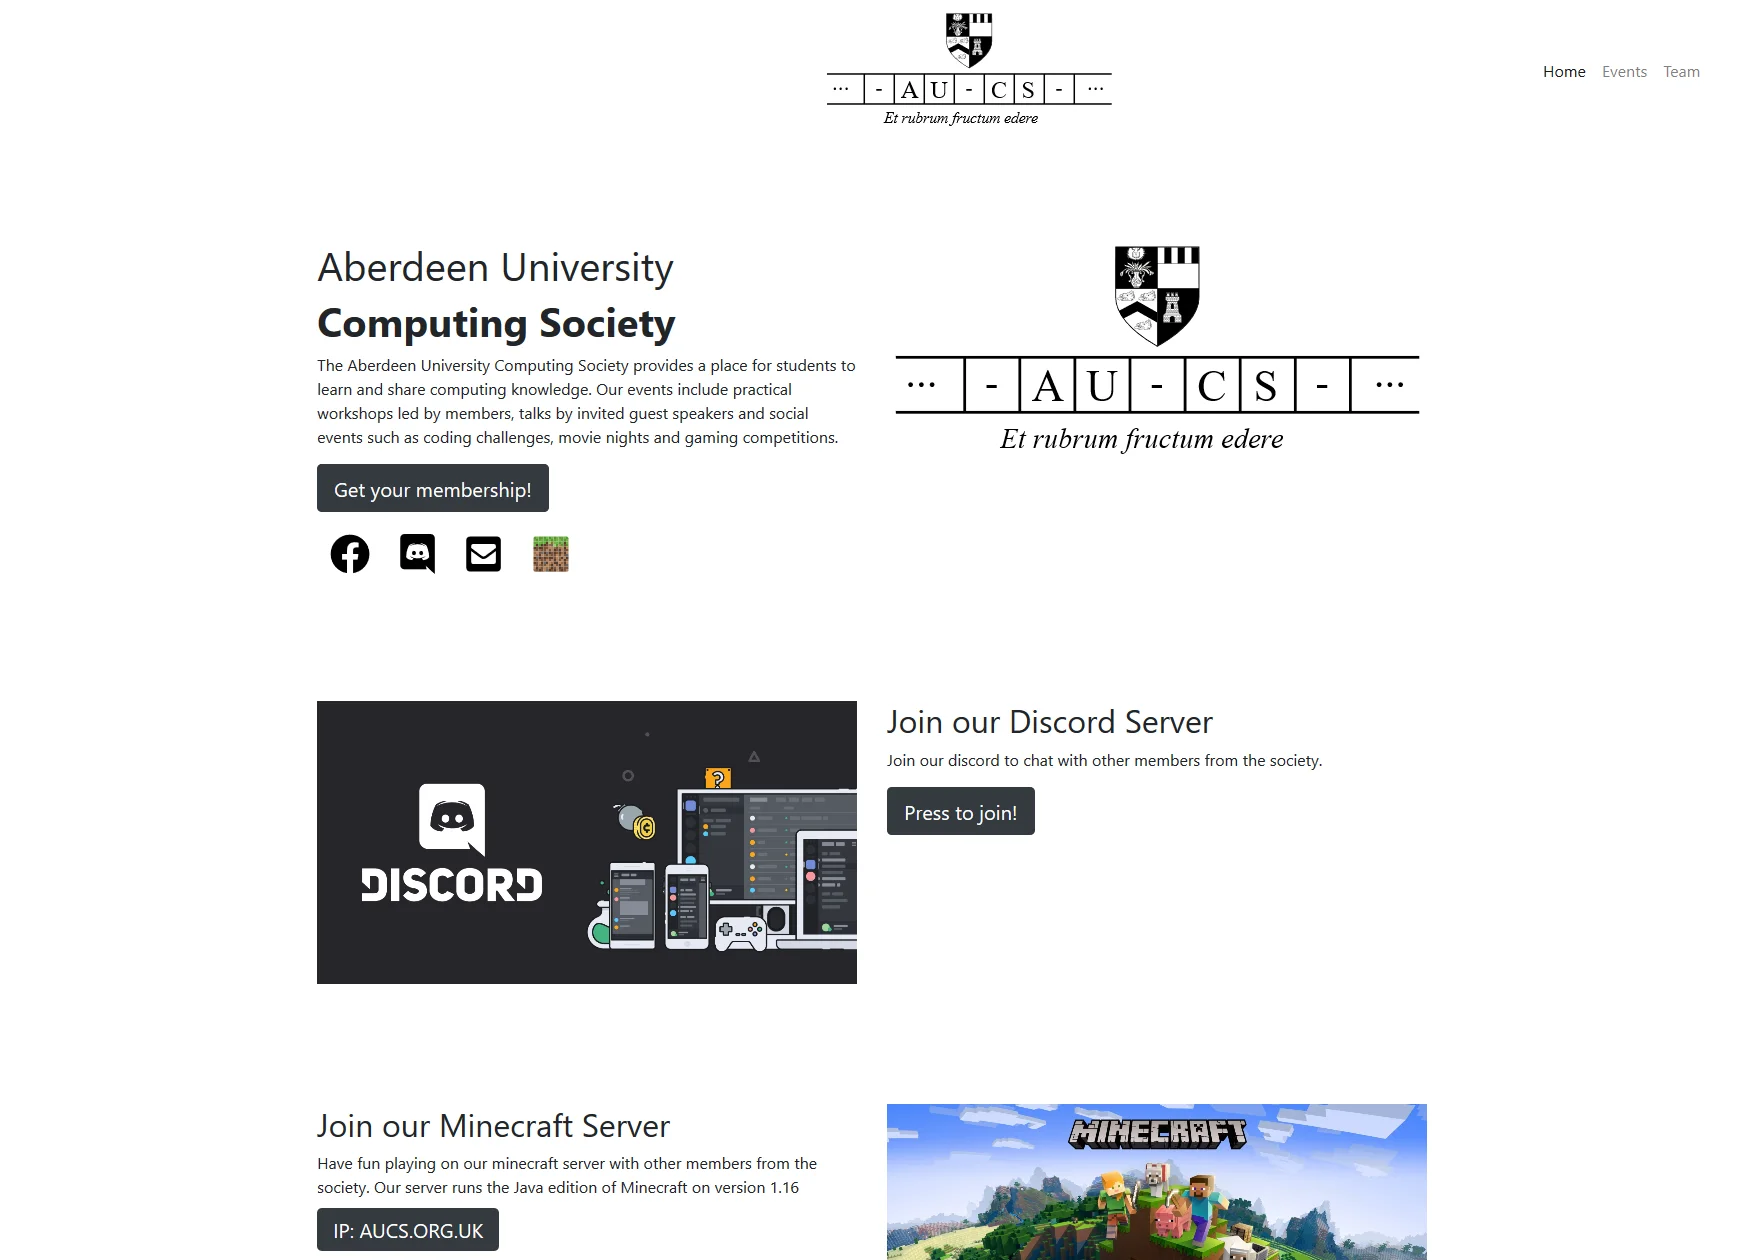 ··· - A U - C S - ···
Et rubrum fructum edere
Home Events Team
Aberdeen University
Computing Society
The Aberdeen University Computing Society provides a place for students to
learn and share computing knowledge. Our events include practical
workshops led by members, talks by invited guest speakers and social
events such as coding challenges, movie nights and gaming competitions.
Get your membership!
··· - A U - C S - ···
Et rubrum fructum edere
DISCORD
?
Join our Discord Server
Join our discord to chat with other members from the society.
Press to join!
Join our Minecraft Server
Have fun playing on our minecraft server with other members from the
society. Our server runs the Java edition of Minecraft on version 1.16
IP: AUCS.ORG.UK
MINECRAFT